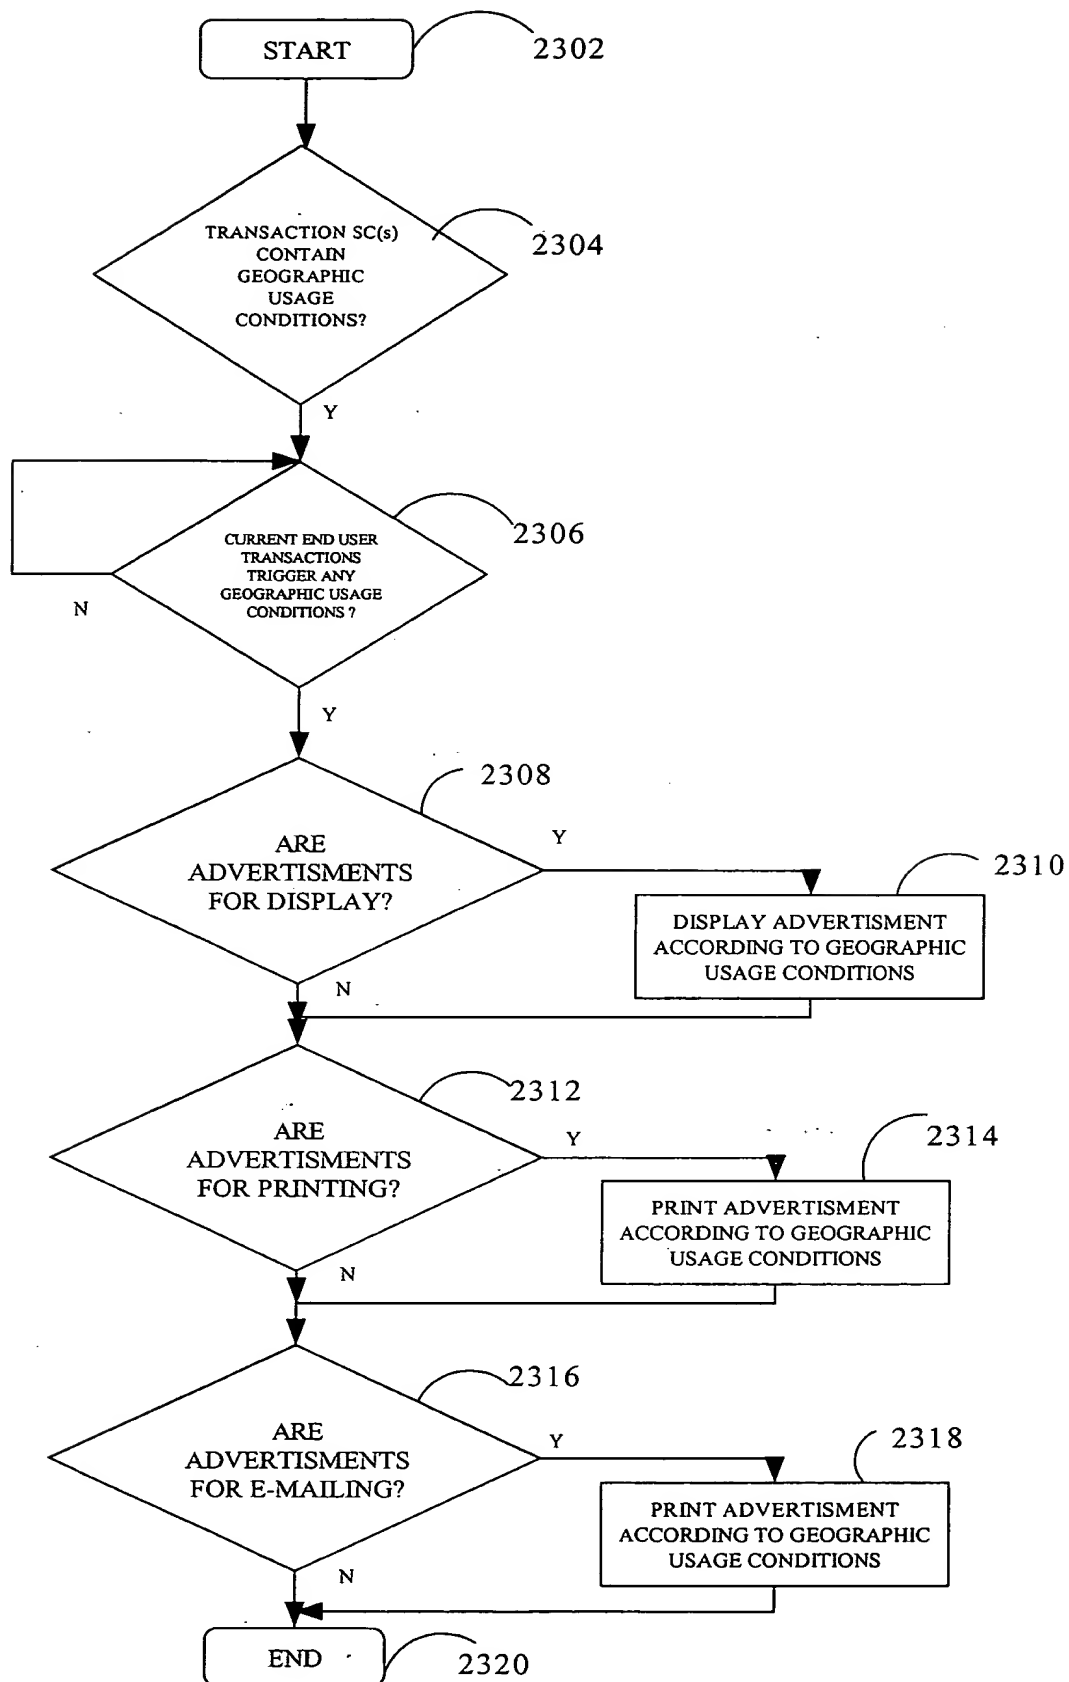 START
2302
TRANSACTION SC(s)
CONTAIN
GEOGRAPHIC
USAGE
CONDITIONS?
2304
Y
CURRENT END USER
TRANSACTIONS
TRIGGER ANY
GEOGRAPHIC USAGE
CONDITIONS ?
2306
N
Y
ARE
ADVERTISMENTS
FOR DISPLAY?
2308
Y
DISPLAY ADVERTISMENT
ACCORDING TO GEOGRAPHIC
USAGE CONDITIONS
2310
N
ARE
ADVERTISMENTS
FOR PRINTING?
2312
Y
PRINT ADVERTISMENT
ACCORDING TO GEOGRAPHIC
USAGE CONDITIONS
2314
N
ARE
ADVERTISMENTS
FOR E-MAILING?
2316
Y
PRINT ADVERTISMENT
ACCORDING TO GEOGRAPHIC
USAGE CONDITIONS
2318
N
END
2320